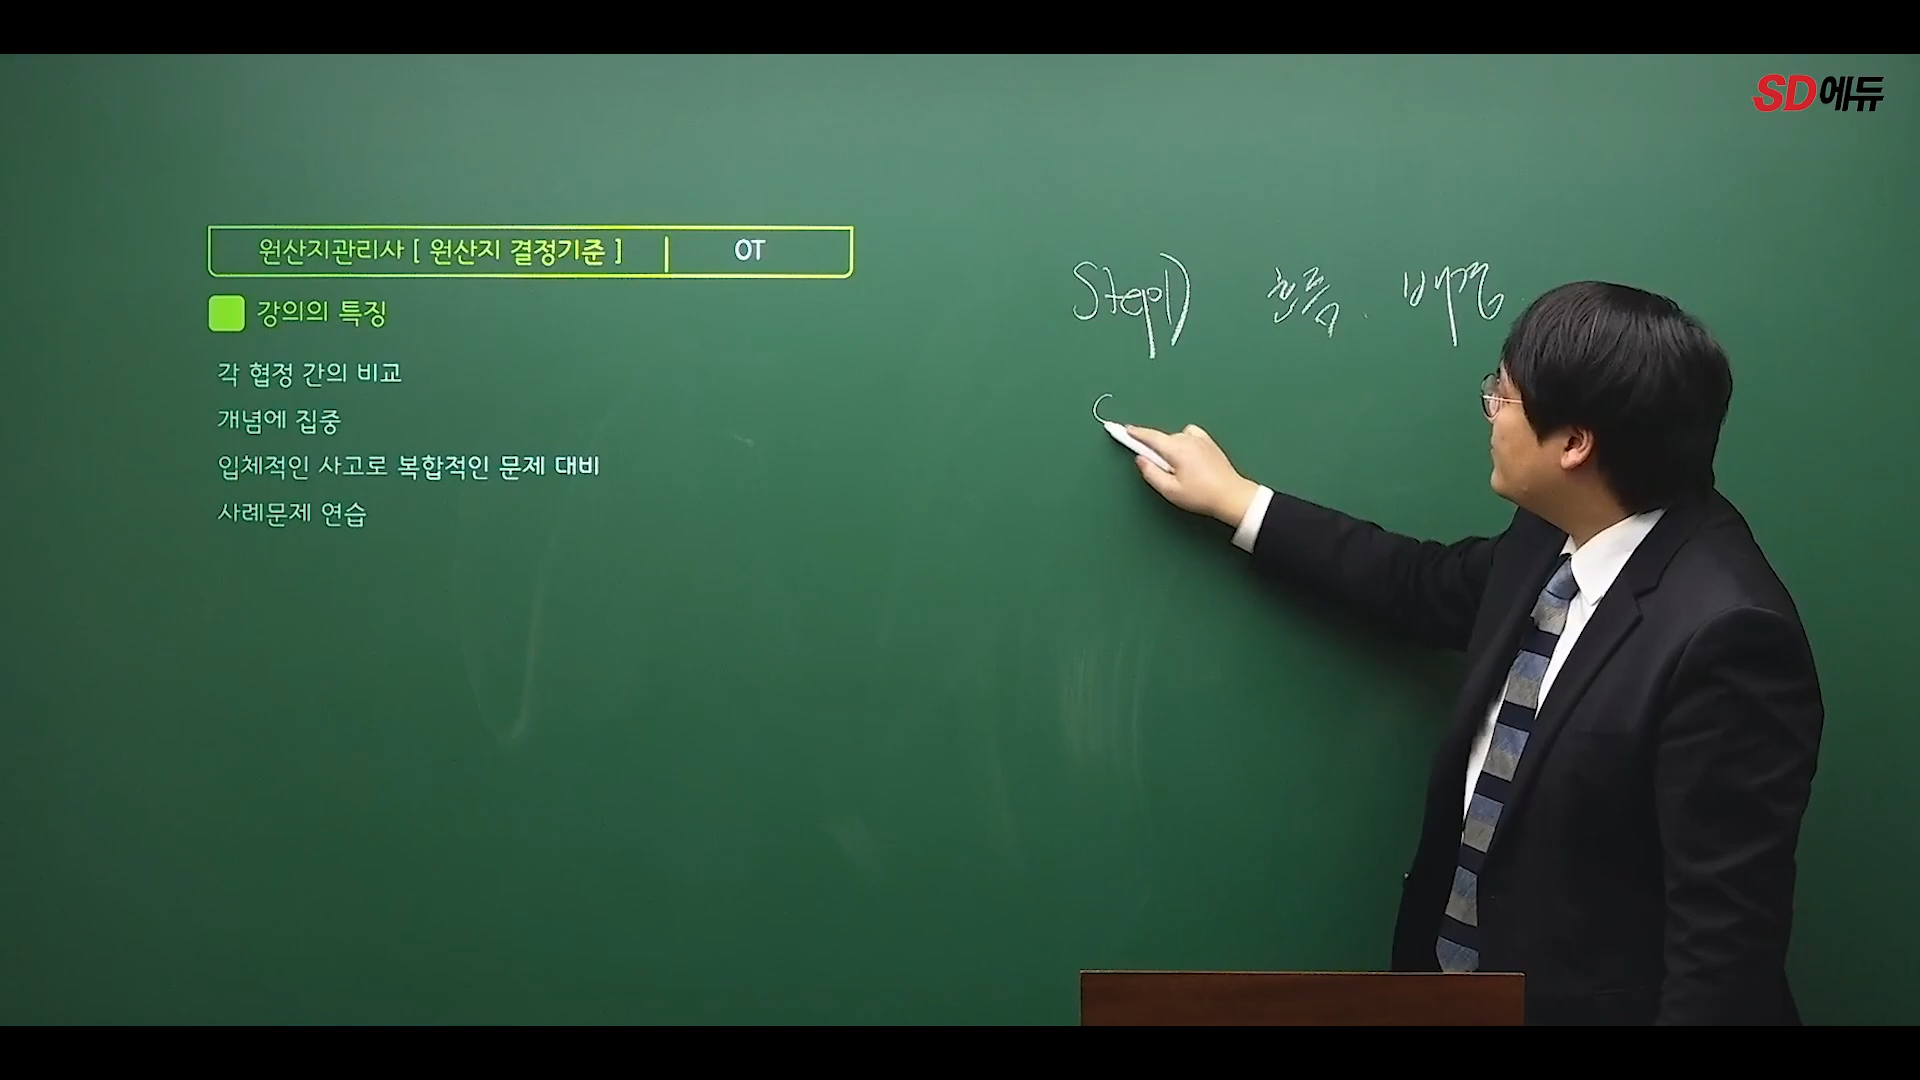 SD에듀
원산지관리사 [ 원산지 결정기준 ] | OT
강의의 특징
각 협정 간의 비교
개념에 집중
입체적인 사고로 복합적인 문제 대비
사례문제 연습
Step1) 흐름. 배경